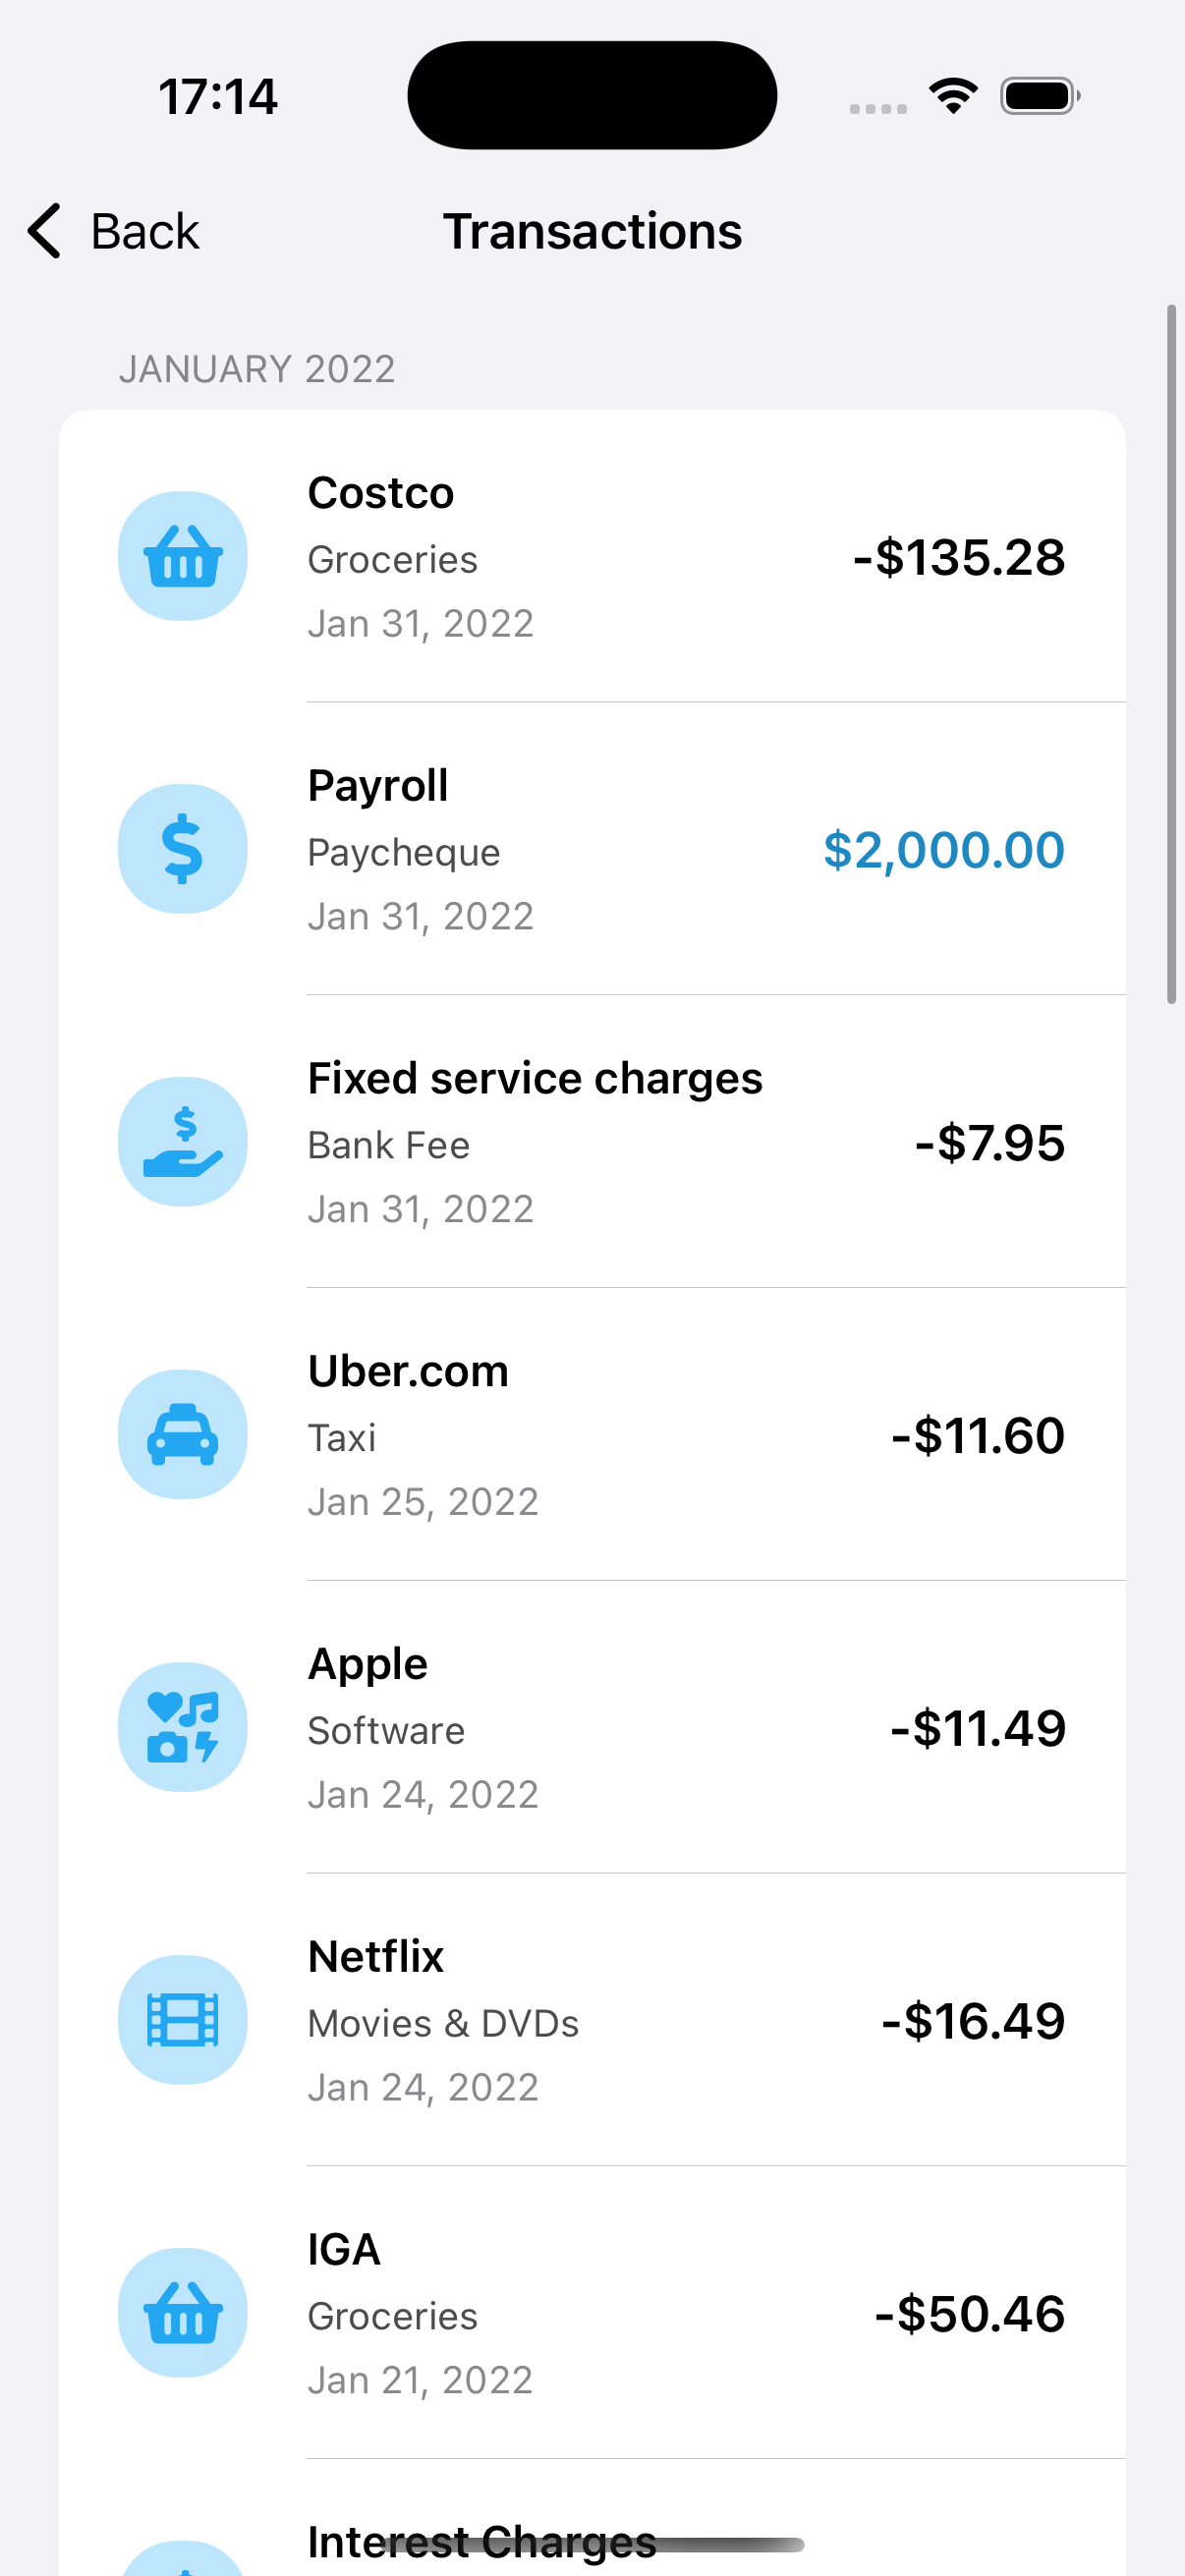 17:14
Back
Transactions
JANUARY 2022
Costco
Groceries
-$135.28
Jan 31, 2022
Payroll
Paycheque
$2,000.00
Jan 31, 2022
Fixed service charges
Bank Fee
-$7.95
Jan 31, 2022
Uber.com
Taxi
-$11.60
Jan 25, 2022
Apple
Software
-$11.49
Jan 24, 2022
Netflix
Movies & DVDs
-$16.49
Jan 24, 2022
IGA
Groceries
-$50.46
Jan 21, 2022
Interest Charges